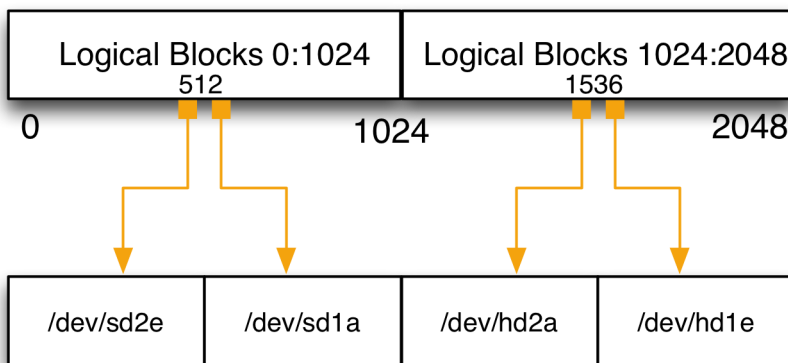 Logical Blocks 0:1024
Logical Blocks 1024:2048
512
1536
0
1024
2048
/dev/sd2e
/dev/sd1a
/dev/hd2a
/dev/hd1e